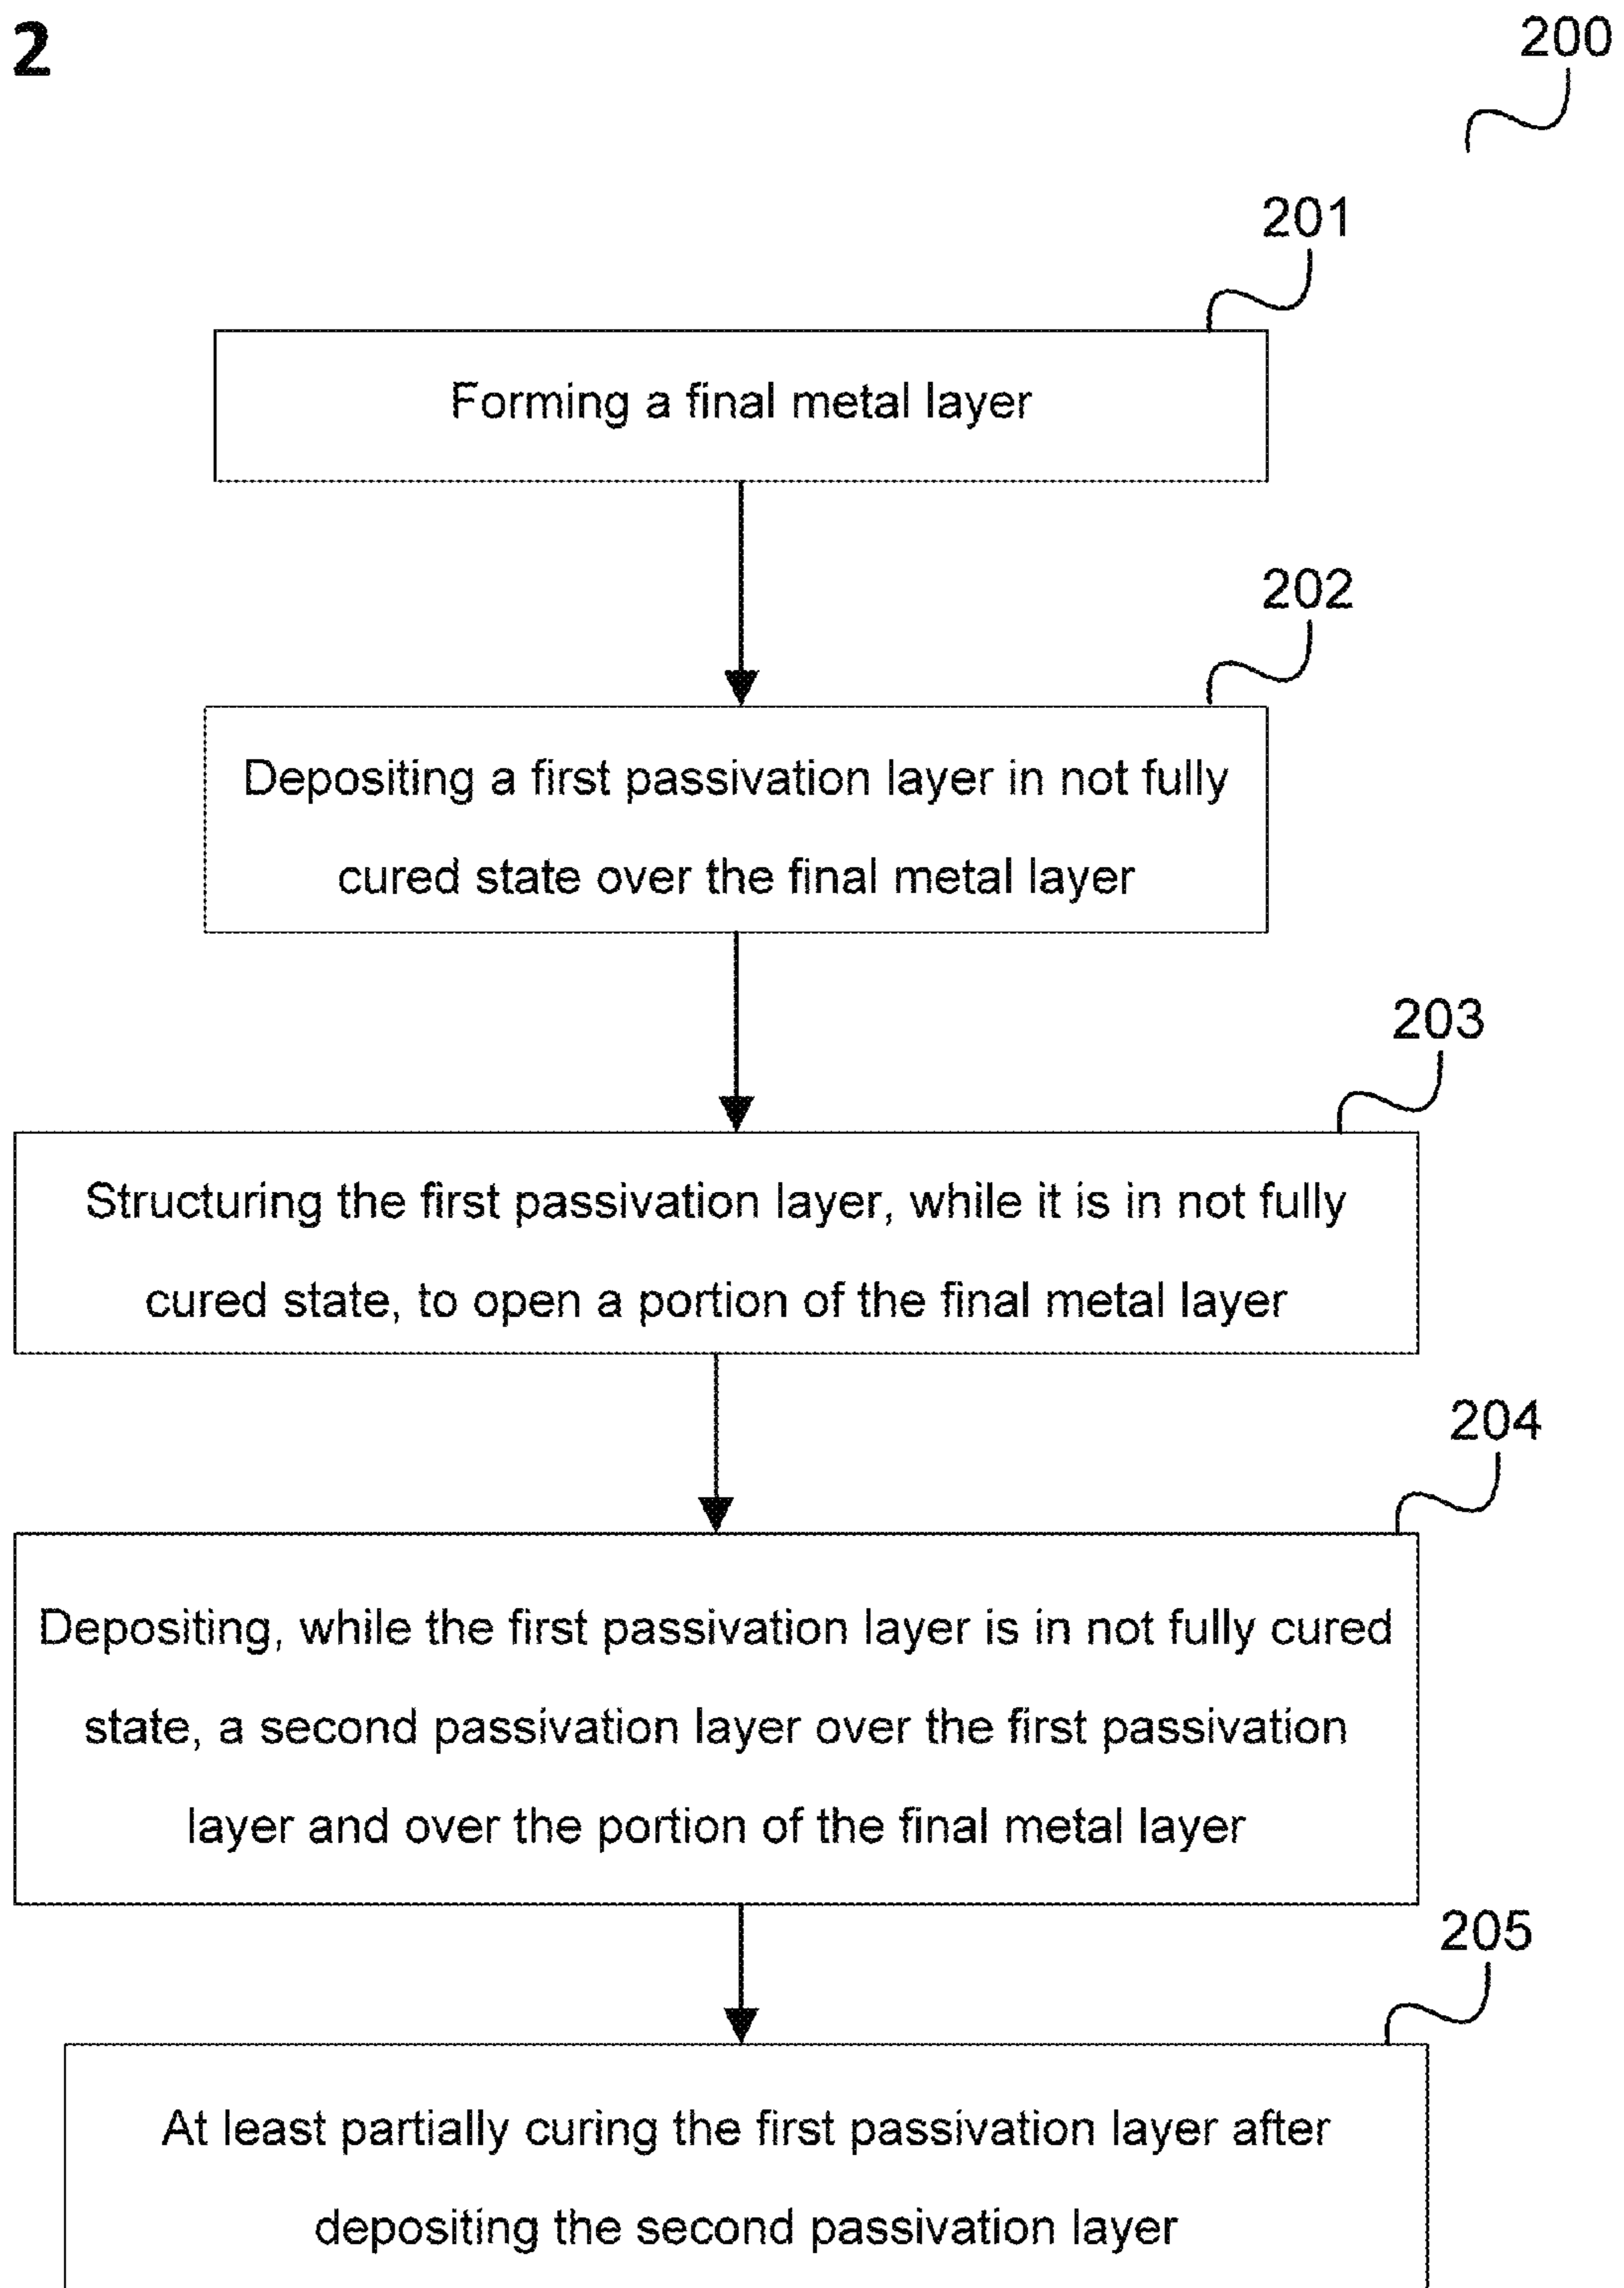 2
200
201
Forming a final metal layer
202
Depositing a first passivation layer in not fully
cured state over the final metal layer
203
Structuring the first passivation layer, while it is in not fully
cured state, to open a portion of the final metal layer
204
Depositing, while the first passivation layer is in not fully cured
state, a second passivation layer over the first passivation
layer and over the portion of the final metal layer
205
At least partially curing the first passivation layer after
depositing the second passivation layer